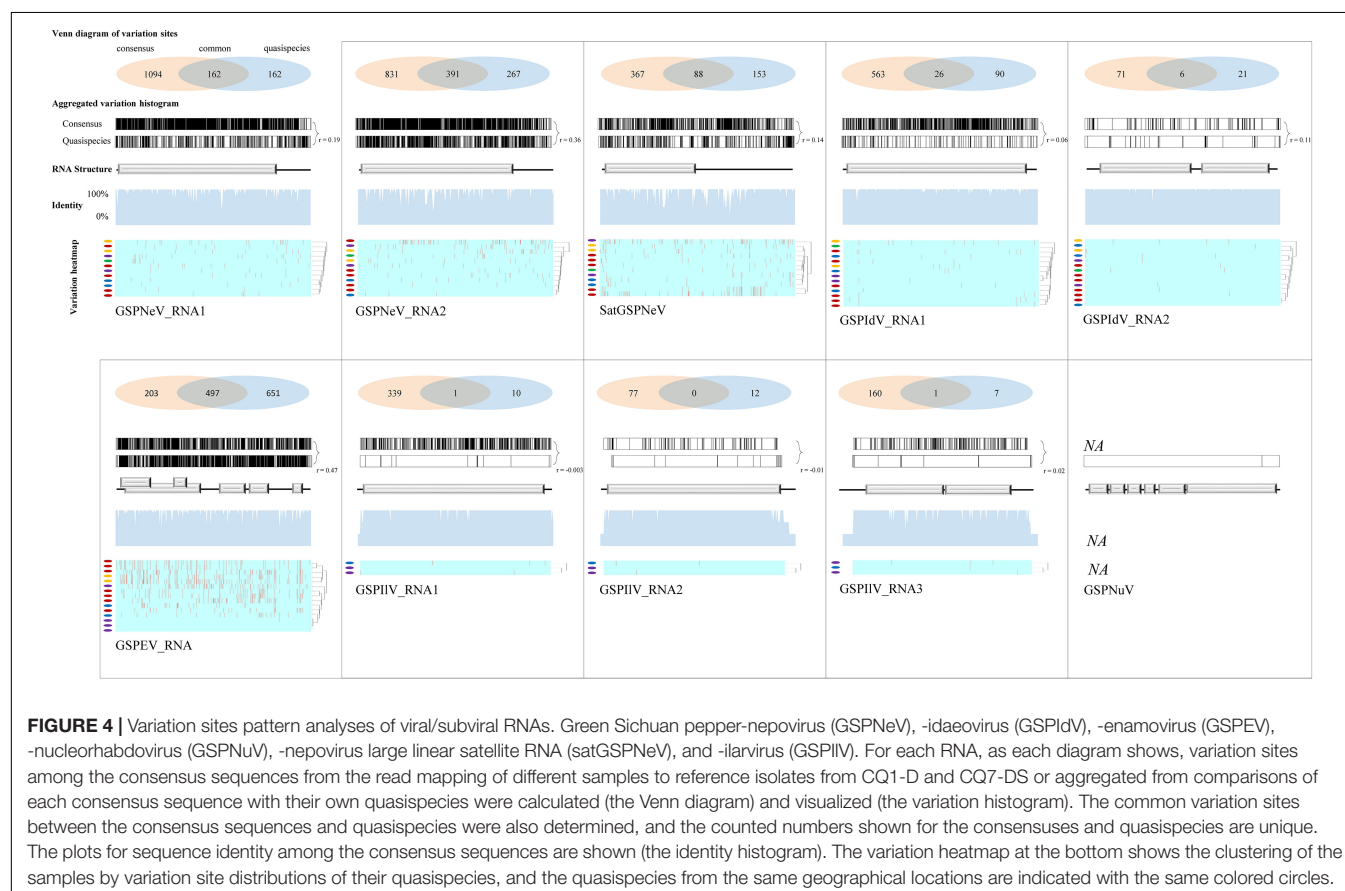 Venn diagram of variation sites
consensus common quasispecies
1094 162 162
831 391 267
367 88 153
563 26 90
71 6 21
Aggregated variation histogram
Consensus
Quasispecies
r = 0.19
r = 0.36
r = 0.14
r = 0.06
r = 0.11
RNA Structure
100%
Identity
0%
Variation heatmap
GSPNeV_RNA1
GSPNeV_RNA2
SatGSPNeV
GSPIdV_RNA1
GSPIdV_RNA2
203 497 651
339 1 10
77 0 12
160 1 7
NA
r = 0.47
r = -0.003
r = -0.01
r = 0.02
NA
NA
GSPEV_RNA
GSPIlV_RNA1
GSPIlV_RNA2
GSPIlV_RNA3
GSPNuV
FIGURE 4 | Variation sites pattern analyses of viral/subviral RNAs. Green Sichuan pepper-nepovirus (GSPNeV), -idaeovirus (GSPIdV), -enamovirus (GSPEV),
-nucleorhabdovirus (GSPNuV), -nepovirus large linear satellite RNA (satGSPNeV), and -ilarvirus (GSPIlV). For each RNA, as each diagram shows, variation sites
among the consensus sequences from the read mapping of different samples to reference isolates from CQ1-D and CQ7-DS or aggregated from comparisons of
each consensus sequence with their own quasispecies were calculated (the Venn diagram) and visualized (the variation histogram). The common variation sites
between the consensus sequences and quasispecies were also determined, and the counted numbers shown for the consensuses and quasispecies are unique.
The plots for sequence identity among the consensus sequences are shown (the identity histogram). The variation heatmap at the bottom shows the clustering of the
samples by variation site distributions of their quasispecies, and the quasispecies from the same geographical locations are indicated with the same colored circles.